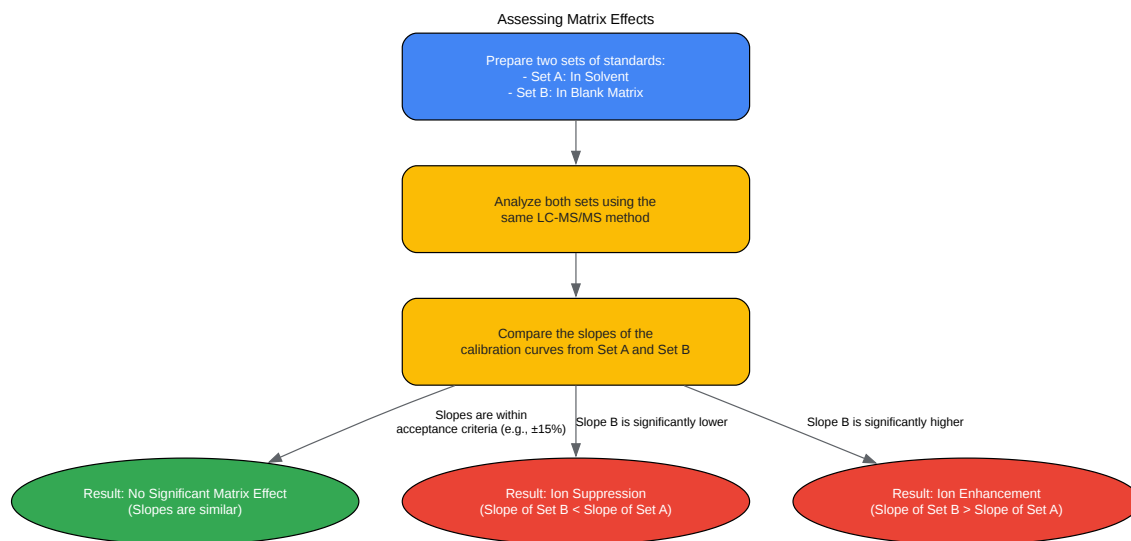 Assessing Matrix Effects
Prepare two sets of standards:
- Set A: In Solvent
- Set B: In Blank Matrix
Analyze both sets using the
same LC-MS/MS method
Compare the slopes of the
calibration curves from Set A and Set B
Slopes are within
acceptance criteria (e.g., ±15%)
Slope B is significantly lower
Slope B is significantly higher
Result: No Significant Matrix Effect
(Slopes are similar)
Result: Ion Suppression
(Slope of Set B < Slope of Set A)
Result: Ion Enhancement
(Slope of Set B > Slope of Set A)